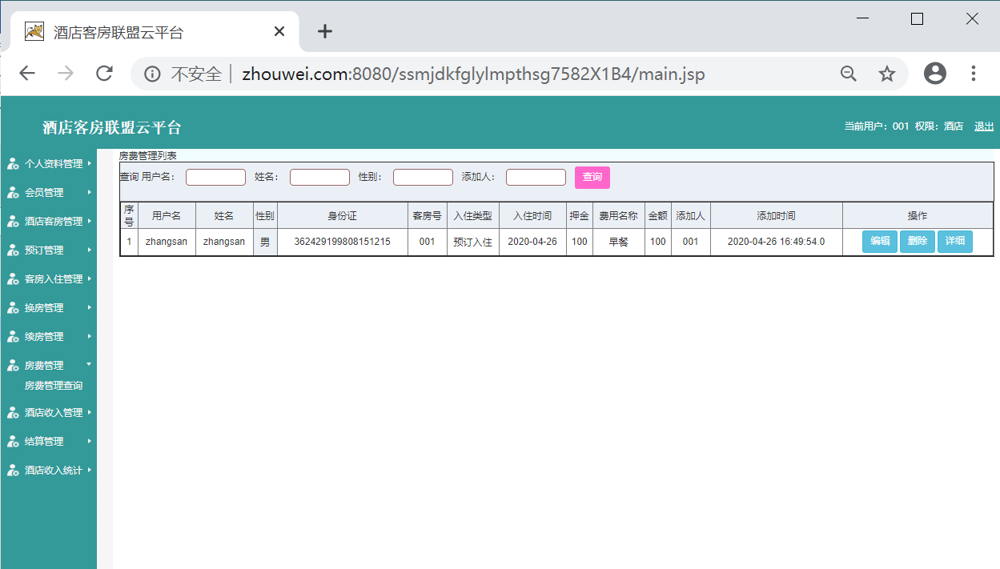 酒店客房联盟云平台
不安全 zhouwei.com:8080/ssmjdkfglylmpthsg7582X1B4/main.jsp
酒店客房联盟云平台
当前用户：001 权限：酒店 退出
个人资料管理
会员管理
酒店客房管理
预订管理
客房入住管理
换房管理
续房管理
房费管理
房费管理查询
酒店收入管理
结算管理
酒店收入统计
房费管理列表
查询 用户名： 姓名： 性别： 添加人： 查询
序号 用户名 姓名 性别 身份证 客房号 入住类型 入住时间 押金 费用名称 金额 添加人 添加时间 操作
1 zhangsan zhangsan 男 362429199808151215 001 预订入住 2020-04-26 100 早餐 100 001 2020-04-26 16:49:54.0 编辑 删除 详细